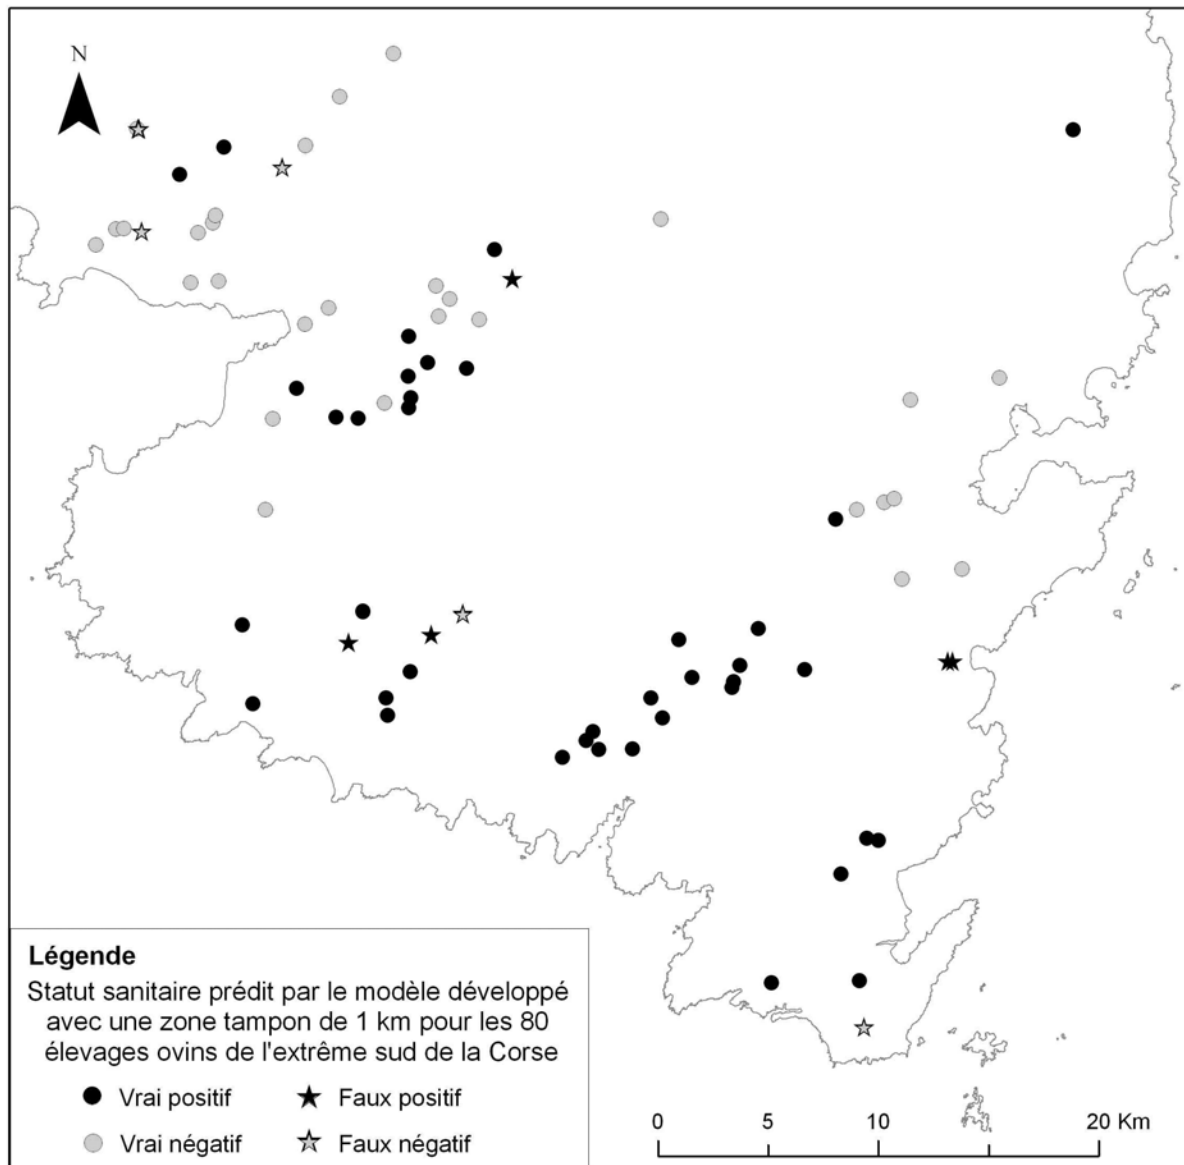 N
Légende
Statut sanitaire prédit par le modèle développé
avec une zone tampon de 1 km pour les 80
élevages ovins de l'extrême sud de la Corse
Vrai positif Faux positif
Vrai négatif Faux négatif
0 5 10 20 Km